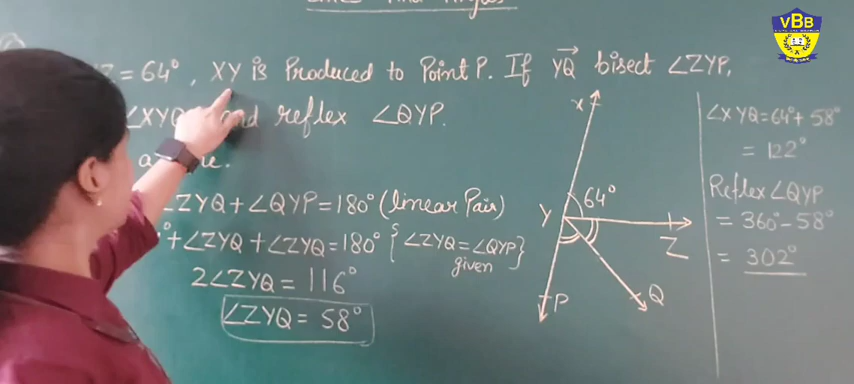 = 64°, XY is Produced to Point P. If YQ bisect ∠ZYP,
∠XYQ and reflex ∠QYP.
∠ZYQ + ∠QYP = 180° (linear Pair)
+ ∠ZYQ + ∠ZYQ = 180° {∠ZYQ = ∠QYP
given}
2∠ZYQ = 116°
∠ZYQ = 58°
X
64°
Y
Z
P
Q
∠XYQ = 64° + 58°
= 122°
Reflex ∠QYP
= 360° - 58°
= 302°
VBB